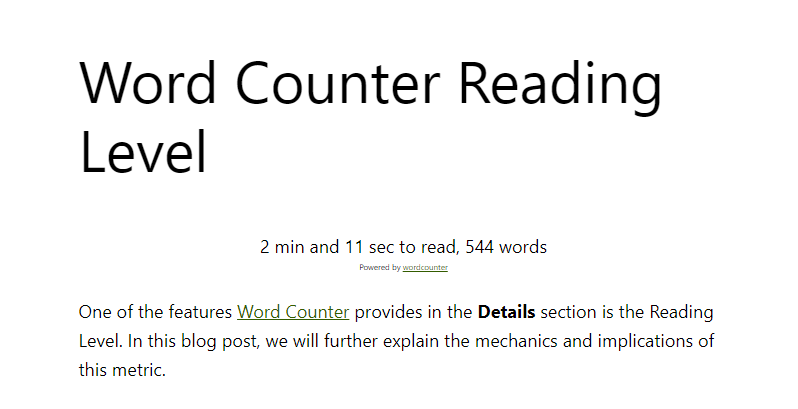 Word Counter Reading
Level
2 min and 11 sec to read, 544 words
Powered by wordcounter
One of the features Word Counter provides in the Details section is the Reading
Level. In this blog post, we will further explain the mechanics and implications of
this metric.